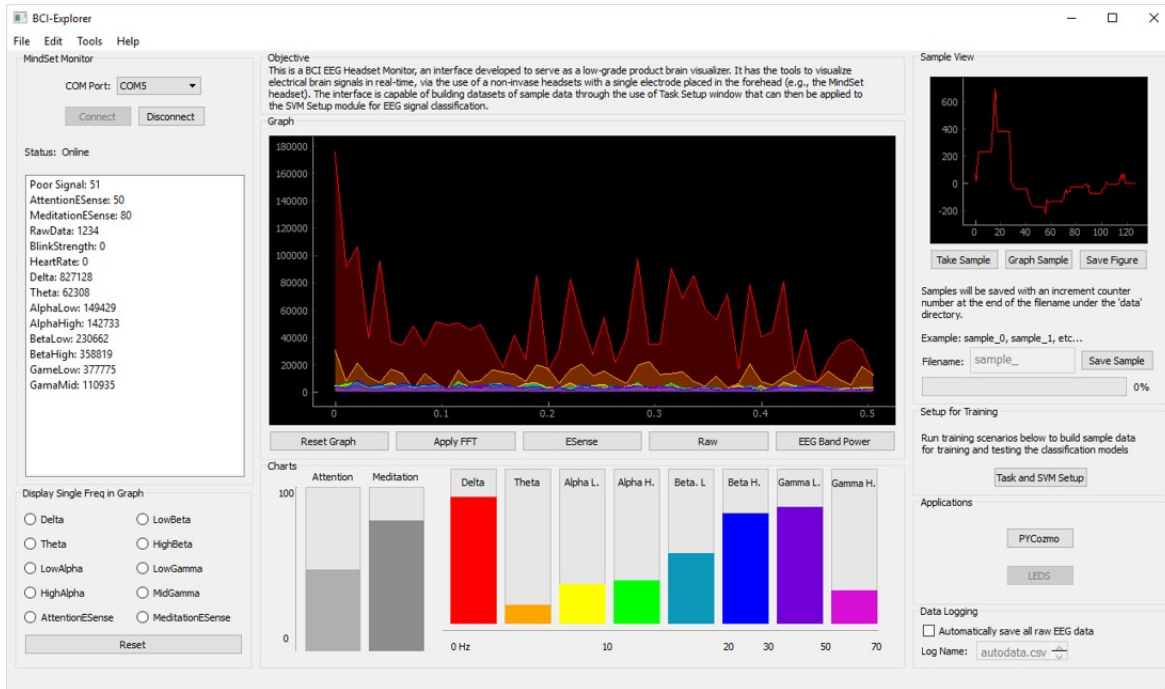 BCI-Explorer
File Edit Tools Help
MindSet Monitor
COM Port: COM5
Connect Disconnect
Status: Online
Poor Signal: 51
AttentionESense: 50
MeditationESense: 80
RawData: 1234
BlinkStrength: 0
HeartRate: 0
Delta: 827128
Theta: 62308
AlphaLow: 149429
AlphaHigh: 142733
BetaLow: 230662
BetaHigh: 358819
GameLow: 377775
GamaMid: 110935
Display Single Freq in Graph
Delta LowBeta
Theta HighBeta
LowAlpha LowGamma
HighAlpha MidGamma
AttentionESense MeditationESense
Reset
Objective
This is a BCI EEG Headset Monitor, an interface developed to serve as a low-grade product brain visualizer. It has the tools to visualize
electrical brain signals in real-time, via the use of a non-invase headsets with a single electrode placed in the forehead (e.g., the MindSet
headset). The interface is capable of building datasets of sample data through the use of Task Setup window that can then be applied to
the SVM Setup module for EEG signal classification.
Graph
180000
160000
140000
120000
100000
80000
60000
40000
20000
0
0 0.1 0.2 0.3 0.4 0.5
Reset Graph Apply FFT ESense Raw EEG Band Power
Charts
Attention Meditation Delta Theta Alpha L. Alpha H. Beta. L Beta H. Gamma L. Gamma H.
100
0
0 Hz 10 20 30 50 70
Sample View
600
400
200
0
-200
0 20 40 60 80 100 120
Take Sample Graph Sample Save Figure
Samples will be saved with an increment counter
number at the end of the filename under the 'data'
directory.
Example: sample_0, sample_1, etc...
Filename: sample_ Save Sample
0%
Setup for Training
Run training scenarios below to build sample data
for training and testing the classification models
Task and SVM Setup
Applications
PYCozmo
LEDS
Data Logging
Automatically save all raw EEG data
Log Name: autodata.csv